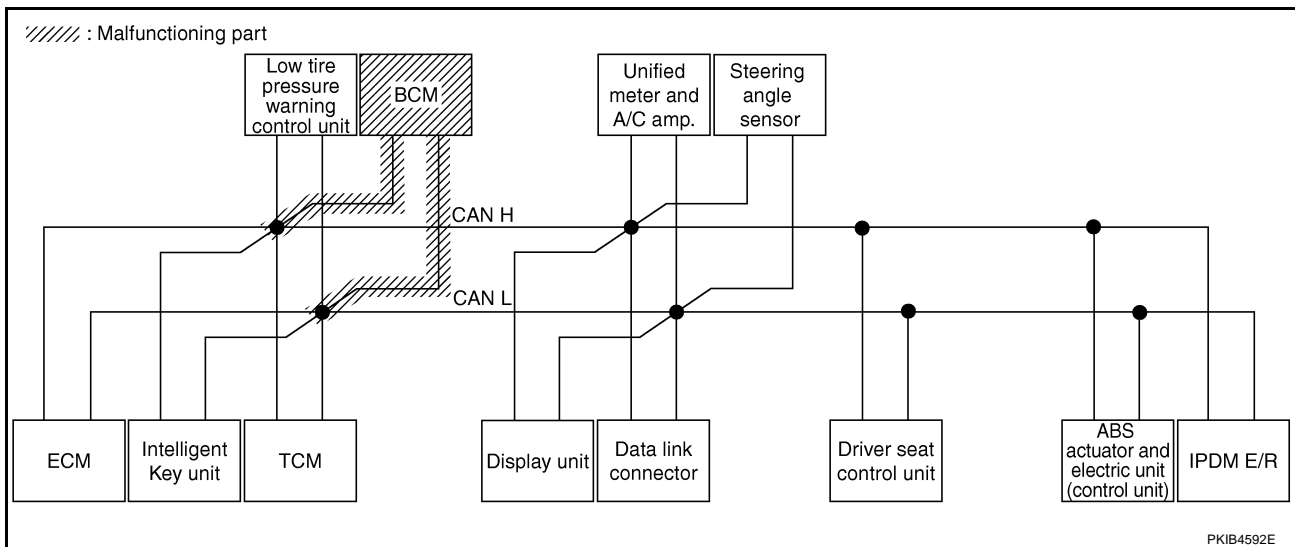 : Malfunctioning part
Low tire
pressure
warning
control unit
BCM
Unified
meter and
A/C amp.
Steering
angle
sensor
CAN H
CAN L
ECM
Intelligent
Key unit
TCM
Display unit
Data link
connector
Driver seat
control unit
ABS
actuator and
electric unit
(control unit)
IPDM E/R
PKIB4592E